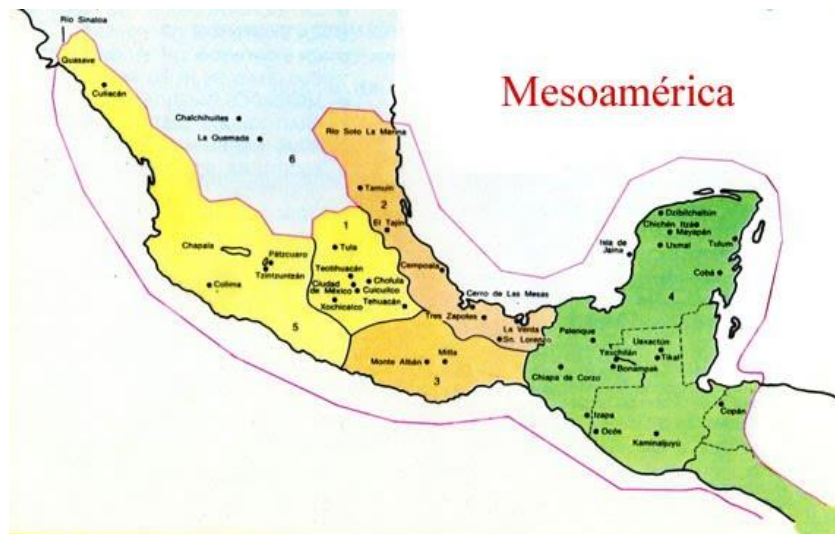 Mesoamérica
Río Sinaloa
Guasave
Culiacán
Chalchihuites
La Quemada
6
Río Soto La Marina
Tamuín
2
El Tajín
1
Tula
Teotihuacán
Ciudad
de México
Cholula
Cuicuilco
Xochicalco
Tehuacán
Chapala
Pátzcuaro
Tzintzuntzán
Colima
5
Cempoala
Cerro de Las Mesas
Tres Zapotes
La Venta
Sn. Lorenzo
Monte Albán
Mitla
3
Isla de
Jaina
Dzibilchaltún
Chichén Itzá
Mayapán
Uxmal
Tulum
Cobá
4
Palenque
Uaxactún
Yaxchilán
Tikal
Bonampak
Chiapa de Corzo
Izapa
Ocós
Kaminaljuyú
Copán